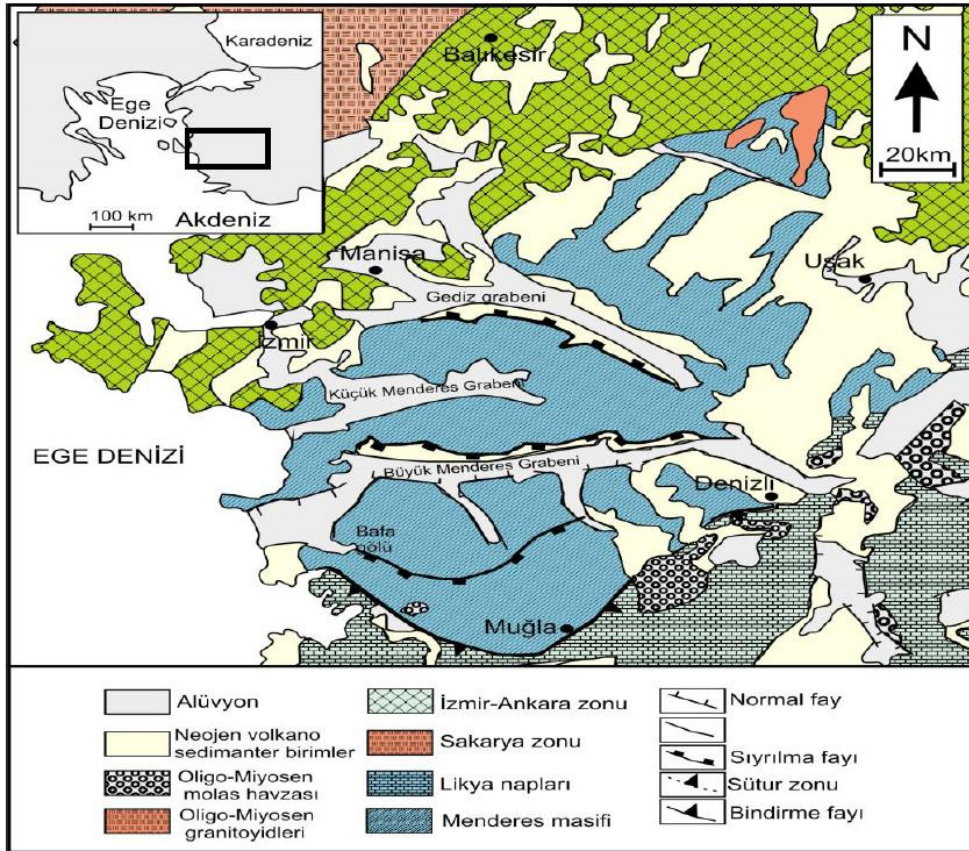 Karadeniz
Ege
Denizi
100 km
Akdeniz
Balıkesir
N
20km
Manisa
Uşak
Gediz grabeni
İzmir
Küçük Menderes Grabeni
EGE DENİZİ
Büyük Menderes Grabeni
Denizli
Bafa
gölü
Muğla
Alüvyon
Neojen volkano
sedimanter birimler
Oligo-Miyosen
molas havzası
Oligo-Miyosen
granitoyidleri
İzmir-Ankara zonu
Sakarya zonu
Likya napları
Menderes masifi
Normal fay
Sıyrılma fayı
Sütur zonu
Bindirme fayı